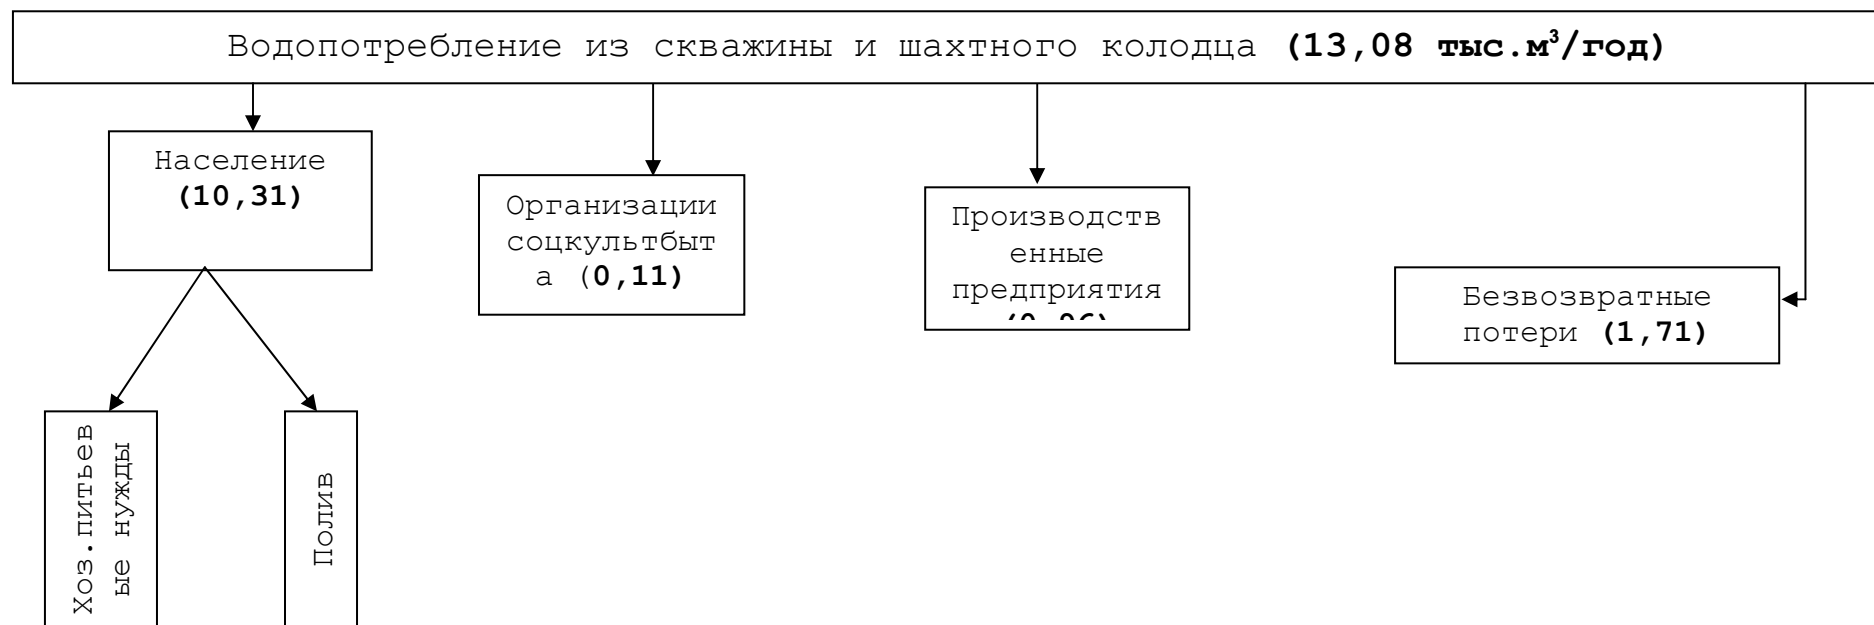 Водопотребление из скважины и шахтного колодца (13,08 тыс.м³/год)
Население
(10,31)
Организации
соцкультбыт
а (0,11)
Производств
енные
предприятия
Безвозвратные
потери (1,71)
Хоз.питьев
ые нужды
Полив